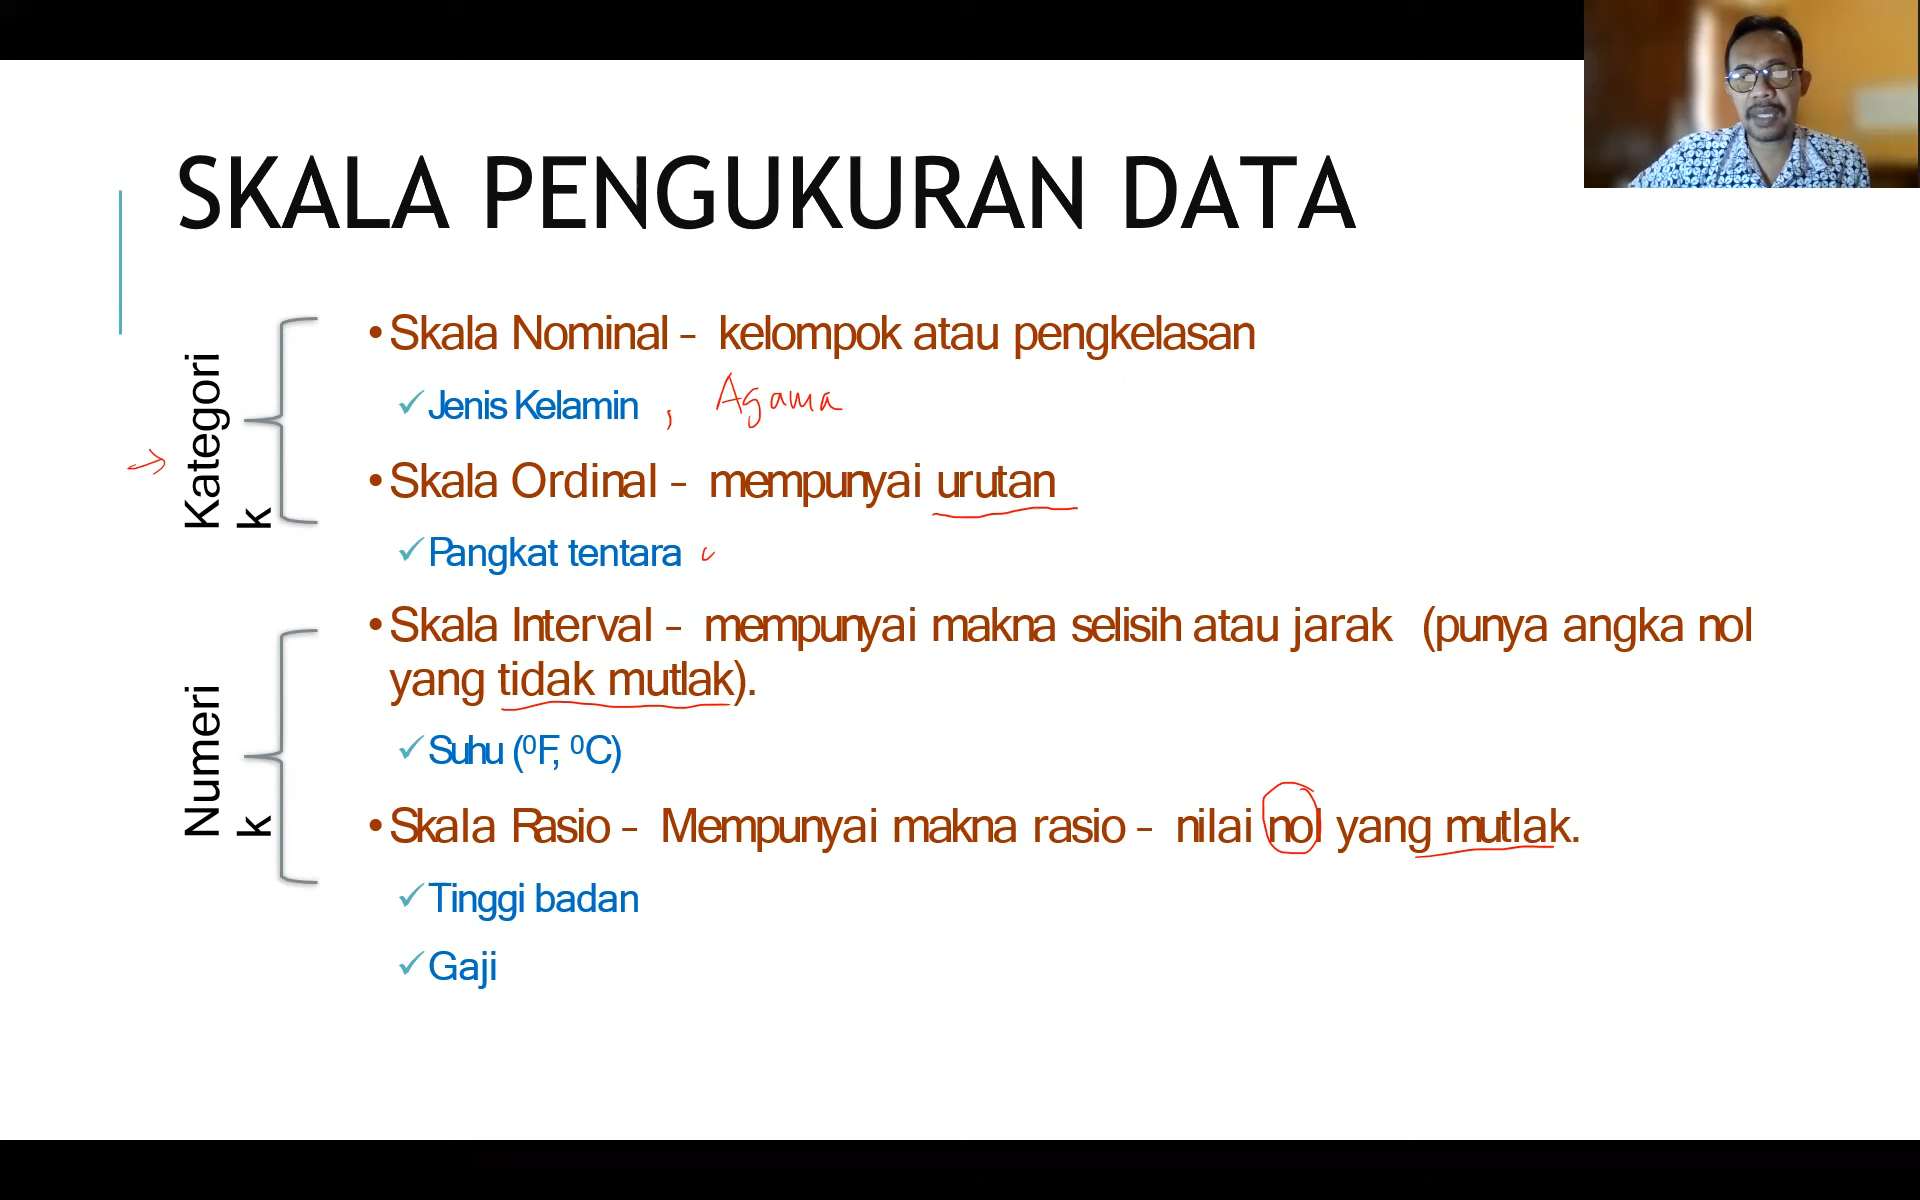 SKALA PENGUKURAN DATA
Kategori
k
•Skala Nominal – kelompok atau pengkelasan
✓Jenis Kelamin , Agama
•Skala Ordinal – mempunyai urutan
✓Pangkat tentara
Numeri
k
•Skala Interval – mempunyai makna selisih atau jarak (punya angka nol
yang tidak mutlak).
✓Suhu (⁰F, ⁰C)
•Skala Rasio – Mempunyai makna rasio – nilai nol yang mutlak.
✓Tinggi badan
✓Gaji